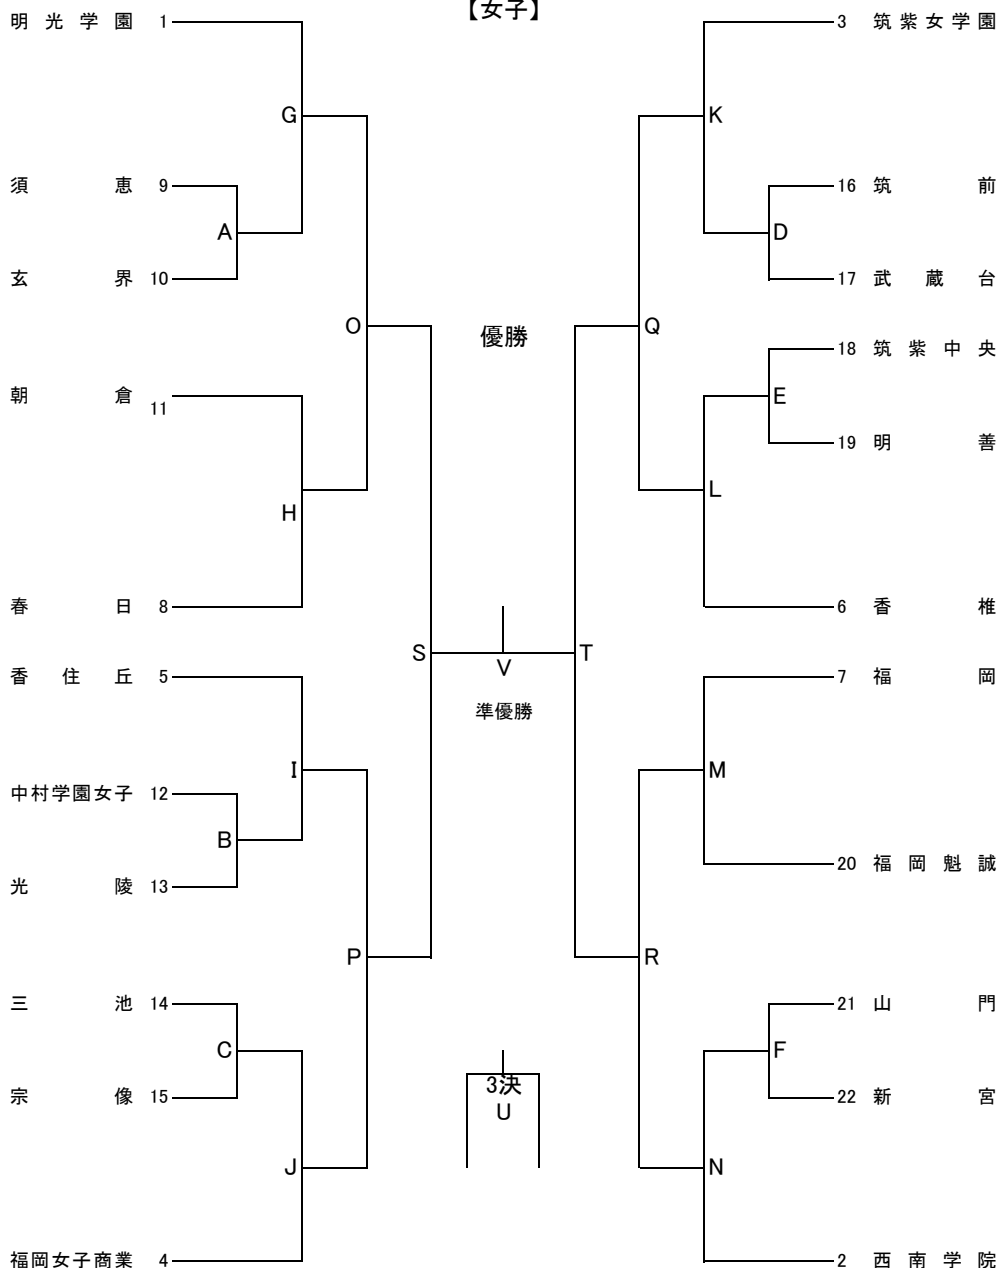 【女子】
明光学園 1
G
須恵 9
A
玄界 10
O
朝倉 11
H
春日 8
S
香住丘 5
I
中村学園女子 12
B
光陵 13
P
三池 14
C
宗像 15
J
福岡女子商業 4
優勝
V
準優勝
3決
U
3 筑紫女学園
K
16 筑前
D
17 武蔵台
Q
18 筑紫中央
E
19 明善
L
6 香椎
T
7 福岡
M
20 福岡魁誠
R
21 山門
F
22 新宮
N
2 西南学院